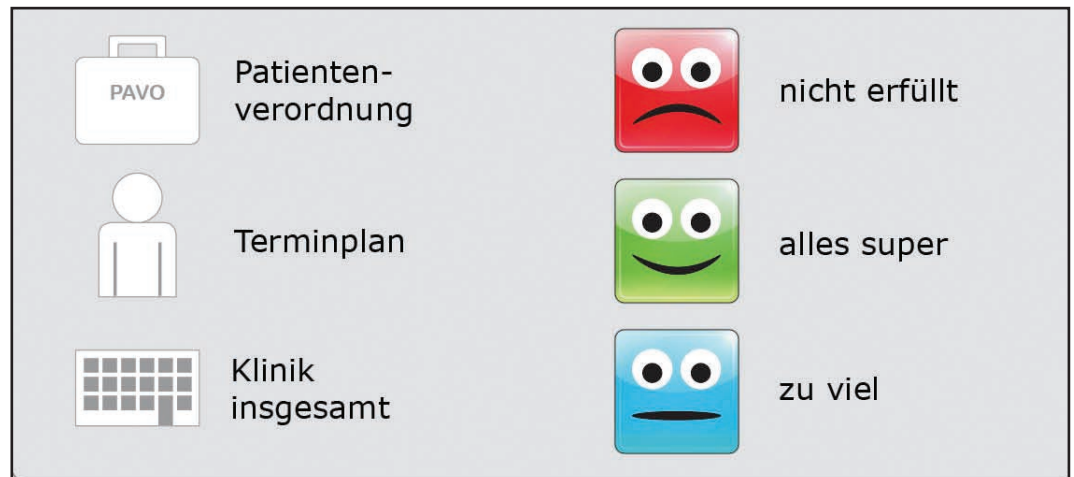 PAVO
Patienten-
verordnung
Terminplan
Klinik
insgesamt
nicht erfüllt
alles super
zu viel